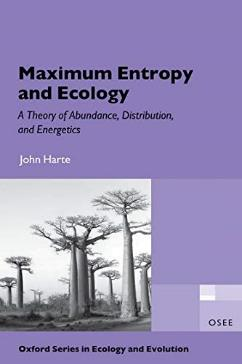 Maximum Entropy
and Ecology
A Theory of Abundance, Distribution,
and Energetics
John Harte
OSEE
Oxford Series in Ecology and Evolution